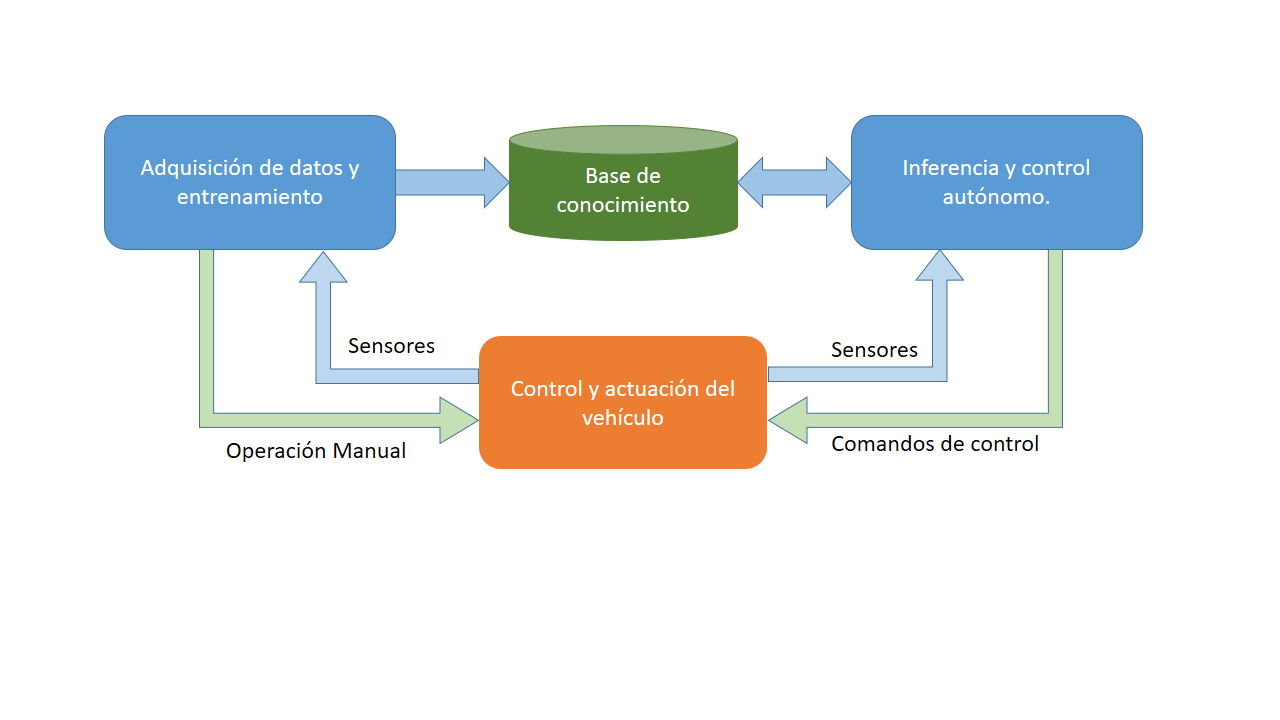 Adquisición de datos y
entrenamiento
Base de
conocimiento
Inferencia y control
autónomo.
Sensores
Sensores
Control y actuación del
vehículo
Operación Manual
Comandos de control